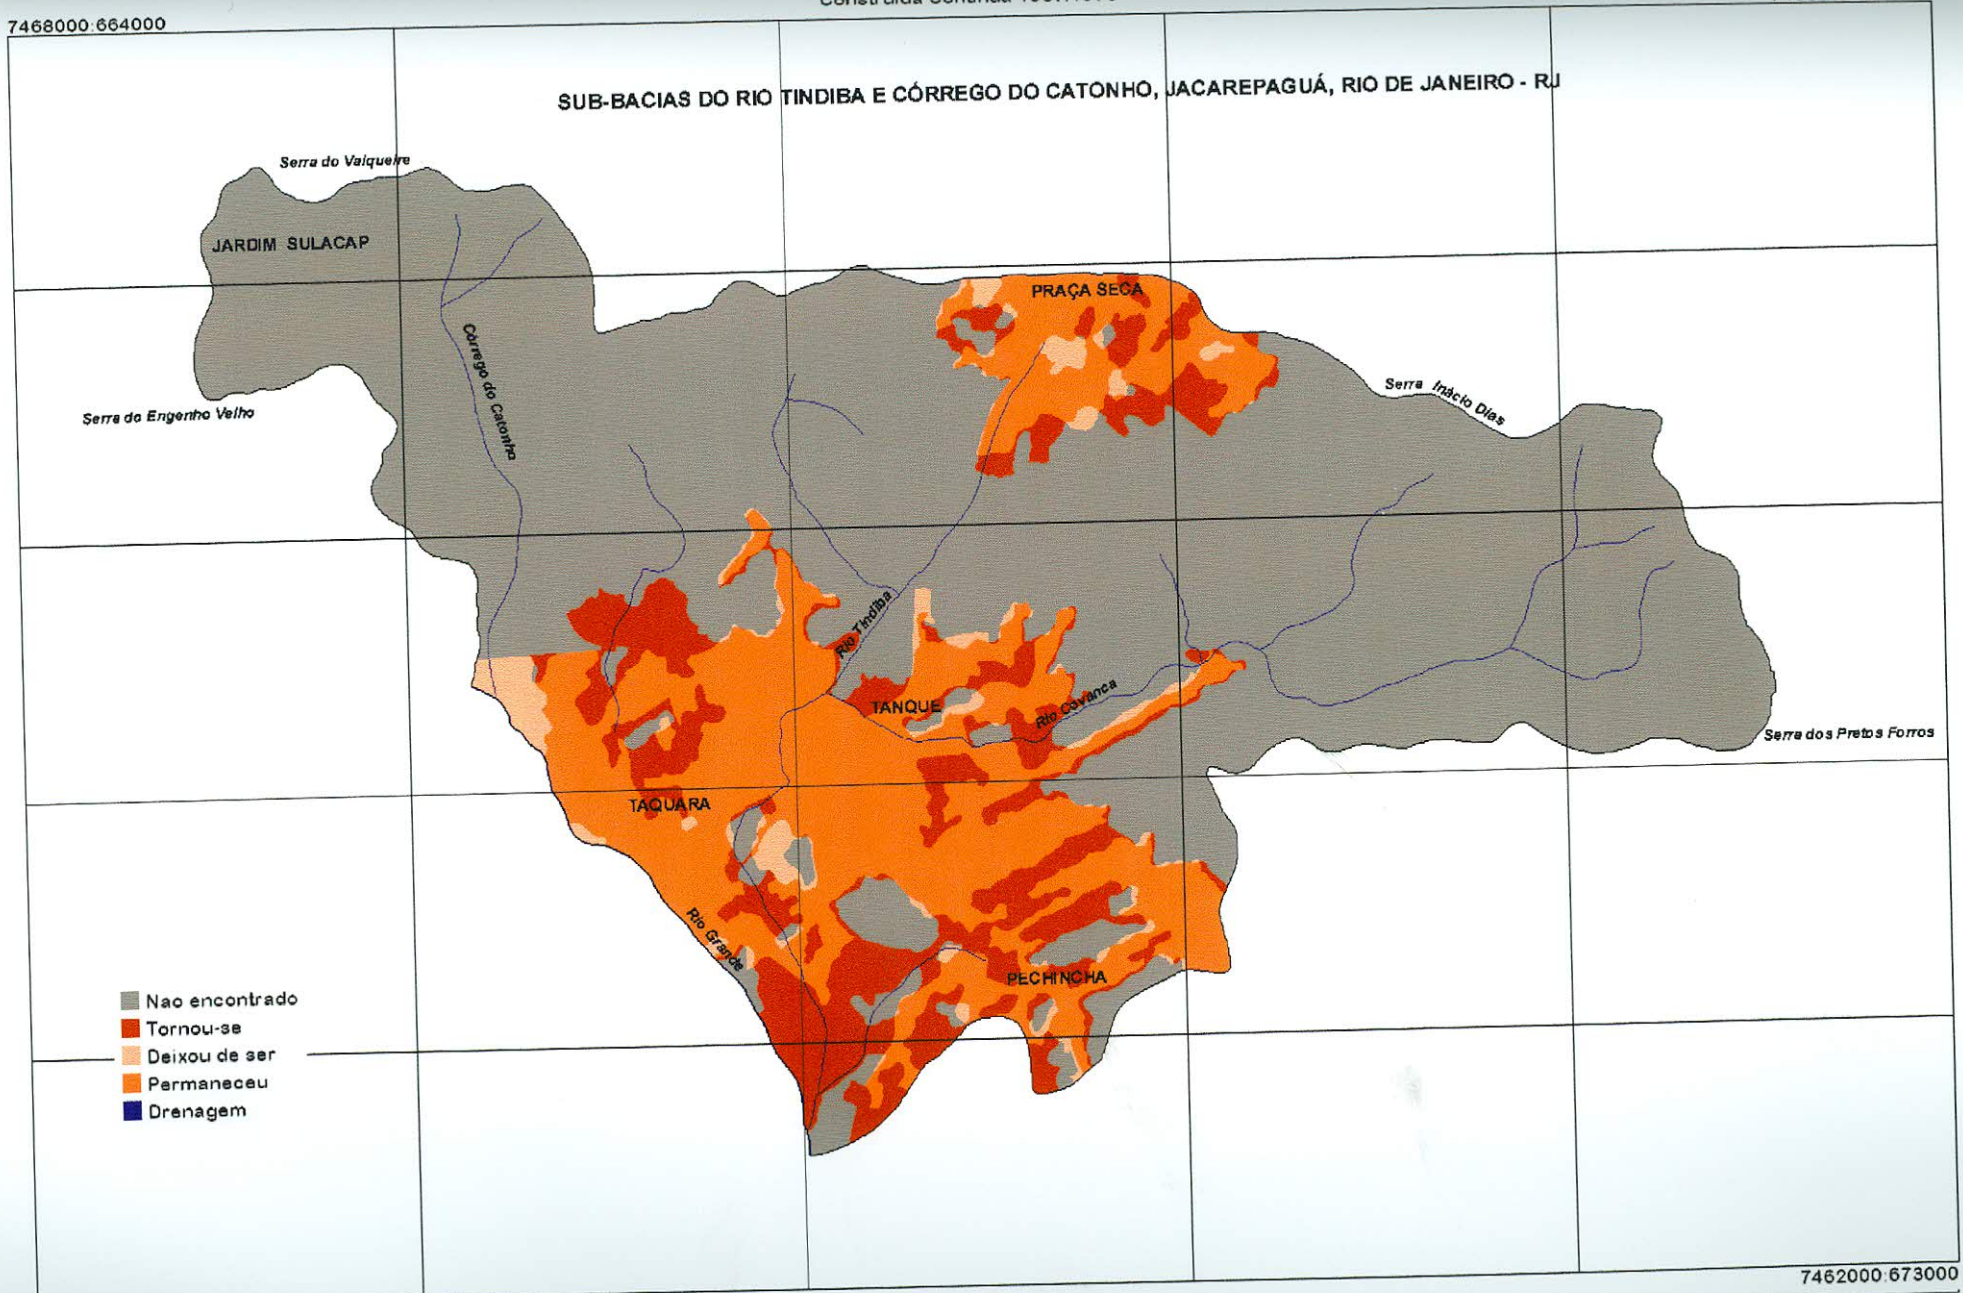 7468000:664000
SUB-BACIAS DO RIO TINDIBA E CÓRREGO DO CATONHO, JACAREPAGUÁ, RIO DE JANEIRO - RJ
Serra do Valqueire
JARDIM SULACAP
PRAÇA SECA
Córrego do Catonho
Serra do Engenho Velho
Serra Inácio Dias
Rio Tindiba
TANQUE
Rio Covanca
Serra dos Pretos Forros
TAQUARA
Rio Grande
PECHINCHA
Nao encontrado
Tornou-se
Deixou de ser
Permaneceu
Drenagem
7462000:673000